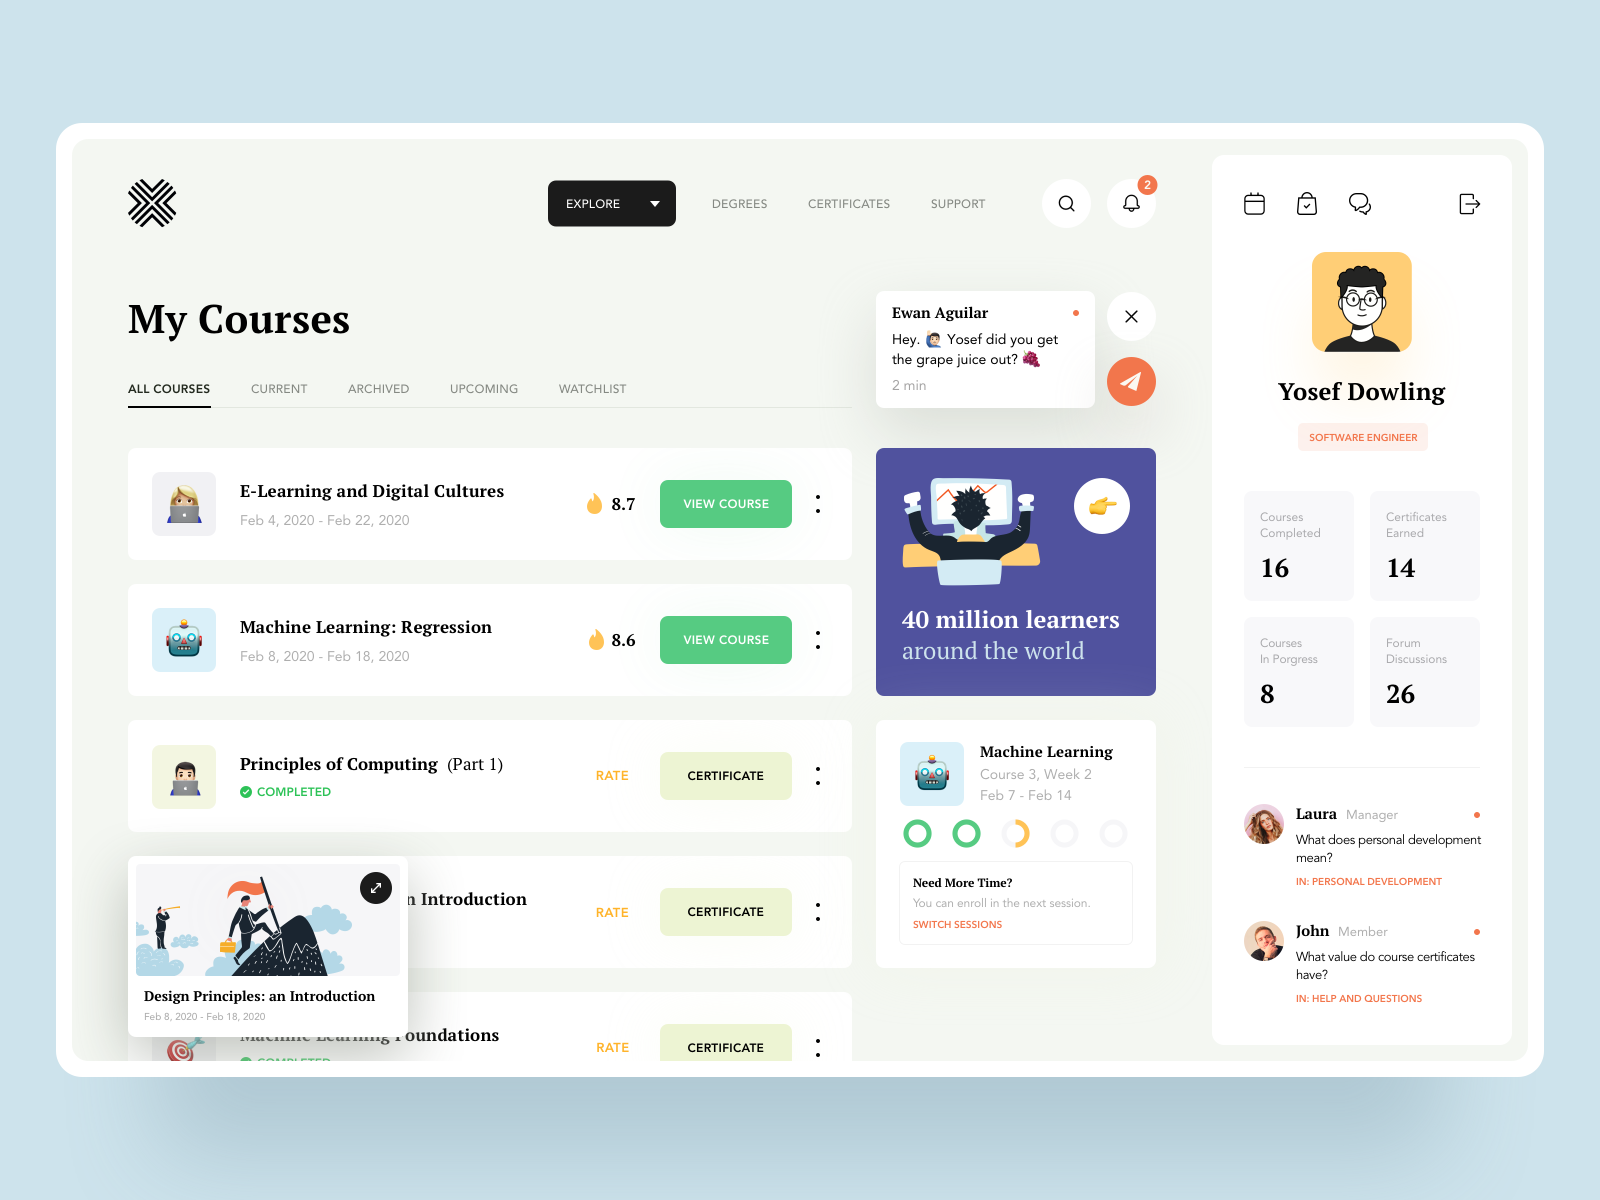 EXPLORE
DEGREES
CERTIFICATES
SUPPORT
2
My Courses
ALL COURSES
CURRENT
ARCHIVED
UPCOMING
WATCHLIST
E-Learning and Digital Cultures
Feb 4, 2020 - Feb 22, 2020
8.7
VIEW COURSE
Machine Learning: Regression
Feb 8, 2020 - Feb 18, 2020
8.6
VIEW COURSE
Principles of Computing (Part 1)
COMPLETED
RATE
CERTIFICATE
n Introduction
RATE
CERTIFICATE
Design Principles: an Introduction
Feb 8, 2020 - Feb 18, 2020
Machine Learning Foundations
COMPLETED
RATE
CERTIFICATE
Ewan Aguilar
Hey. 🙋🏻‍♂️ Yosef did you get
the grape juice out? 🍇
2 min
40 million learners
around the world
Machine Learning
Course 3, Week 2
Feb 7 - Feb 14
Need More Time?
You can enroll in the next session.
SWITCH SESSIONS
Yosef Dowling
SOFTWARE ENGINEER
Courses
Completed
16
Certificates
Earned
14
Courses
In Porgress
8
Forum
Discussions
26
Laura Manager
What does personal development
mean?
IN: PERSONAL DEVELOPMENT
John Member
What value do course certificates
have?
IN: HELP AND QUESTIONS